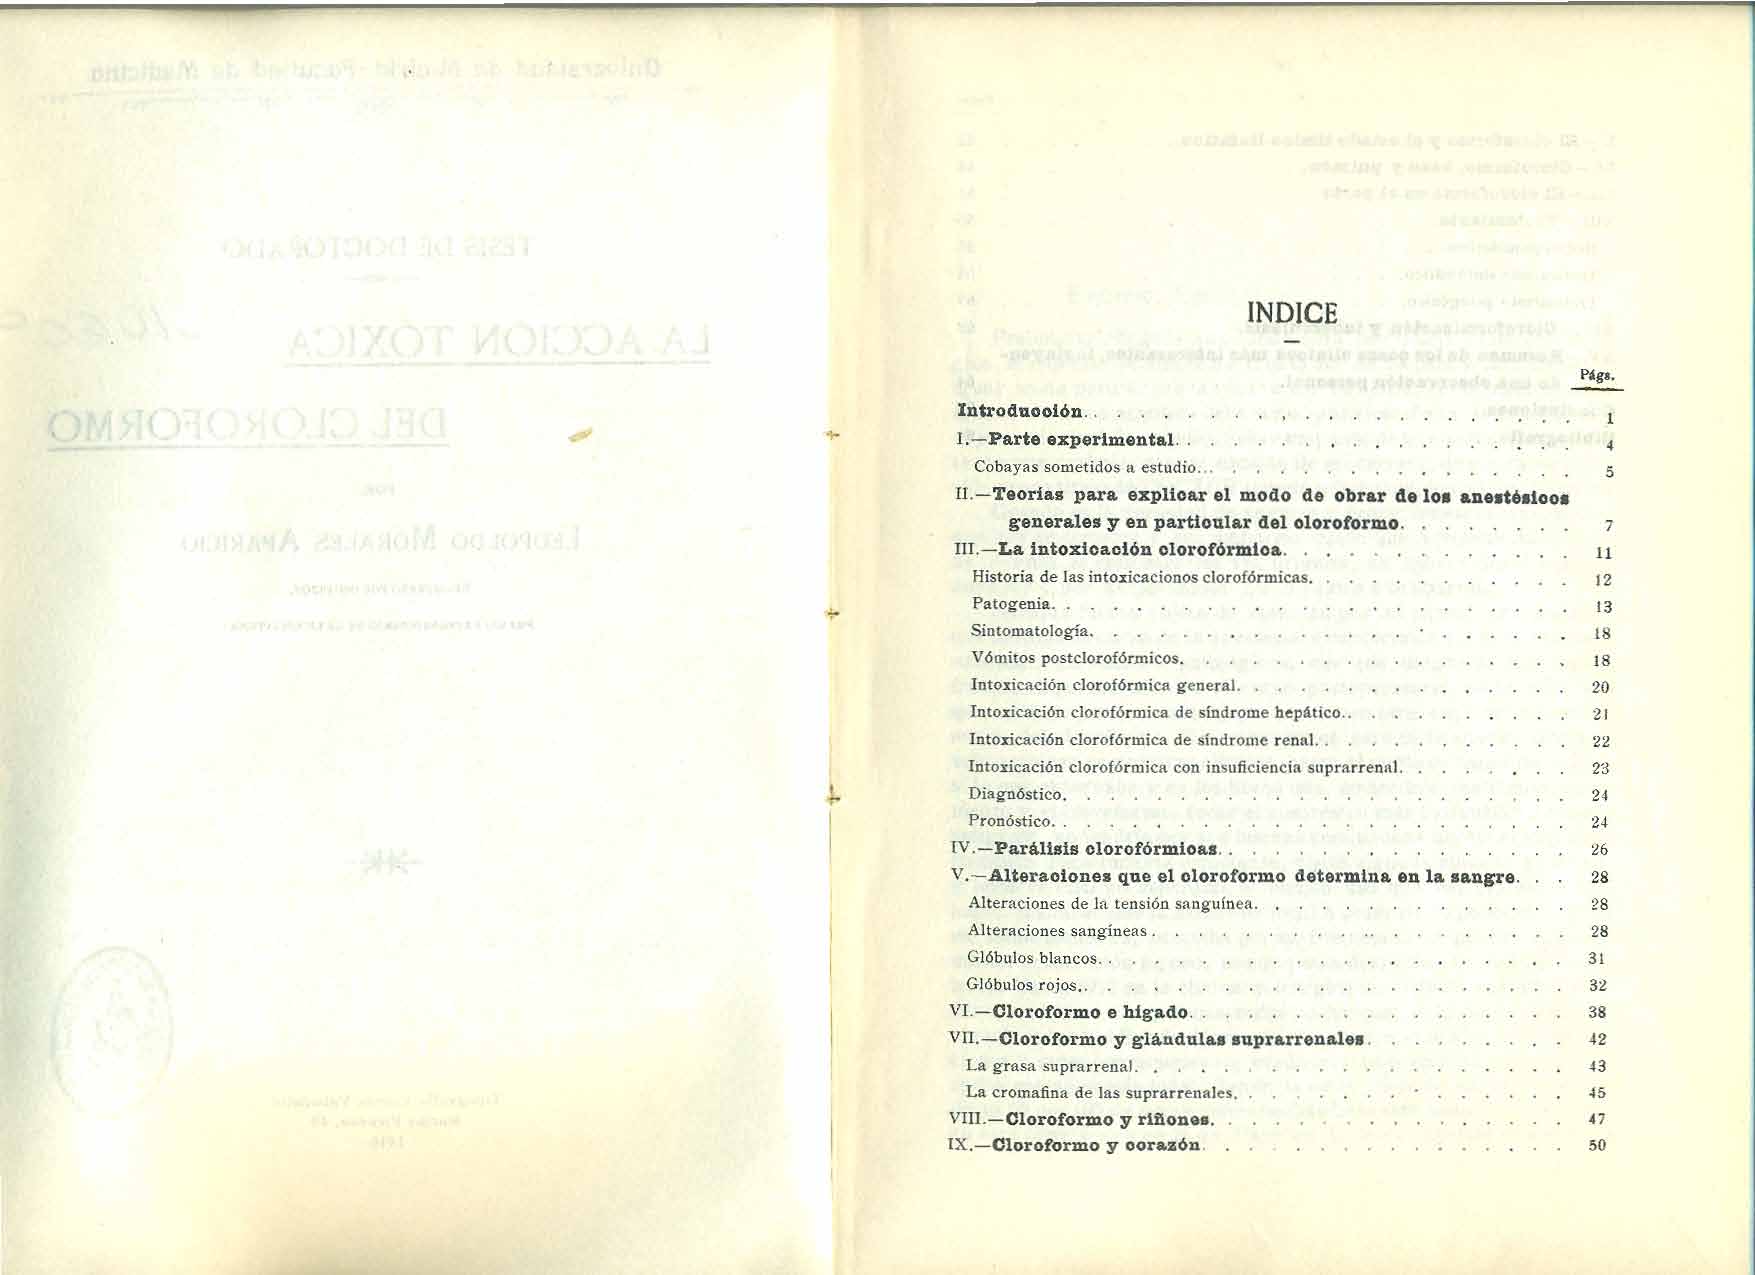 INDICE
Págs.
Introducción. . . . . . . . . . . . . . . . . . . . . 1
I.—Parte experimental. . . . . . . . . . . . . . . . . 4
Cobayas sometidos a estudio... . . . . . . . . . . . . . . . 5
II.—Teorías para explicar el modo de obrar de los anestésicos
generales y en particular del cloroformo. . . . . . . . 7
III.—La intoxicación clorofórmica. . . . . . . . . . . . . 11
Historia de las intoxicacionos clorofórmicas. . . . . . . . . . . . 12
Patogenia. . . . . . . . . . . . . . . . . . . . . . . 13
Sintomatología. . . . . . . . . . . . . . . . . . . . . 18
Vómitos postclorofórmicos. . . . . . . . . . . . . . . . . 18
Intoxicación clorofórmica general. . . . . . . . . . . . . . . 20
Intoxicación clorofórmica de síndrome hepático.. . . . . . . . . . . 21
Intoxicación clorofórmica de síndrome renal. . . . . . . . . . . . 22
Intoxicación clorofórmica con insuficiencia suprarrenal. . . . . . . . 23
Diagnóstico. . . . . . . . . . . . . . . . . . . . . . 24
Pronóstico. . . . . . . . . . . . . . . . . . . . . . . 24
IV.—Parálisis clorofórmicas. . . . . . . . . . . . . . . . 26
V.—Alteraciones que el cloroformo determina en la sangre. . . 28
Alteraciones de la tensión sanguínea. . . . . . . . . . . . . . 28
Alteraciones sangíneas . . . . . . . . . . . . . . . . . . 28
Glóbulos blancos. . . . . . . . . . . . . . . . . . . . . 31
Glóbulos rojos.. . . . . . . . . . . . . . . . . . . . . 32
VI.—Cloroformo e hígado. . . . . . . . . . . . . . . . . 38
VII.—Cloroformo y glándulas suprarrenales. . . . . . . . . . 42
La grasa suprarrenal. . . . . . . . . . . . . . . . . . . 43
La cromafina de las suprarrenales. . . . . . . . . . . . . . . 45
VIII.—Cloroformo y riñones. . . . . . . . . . . . . . . . 47
IX.—Cloroformo y corazón. . . . . . . . . . . . . . . . 50